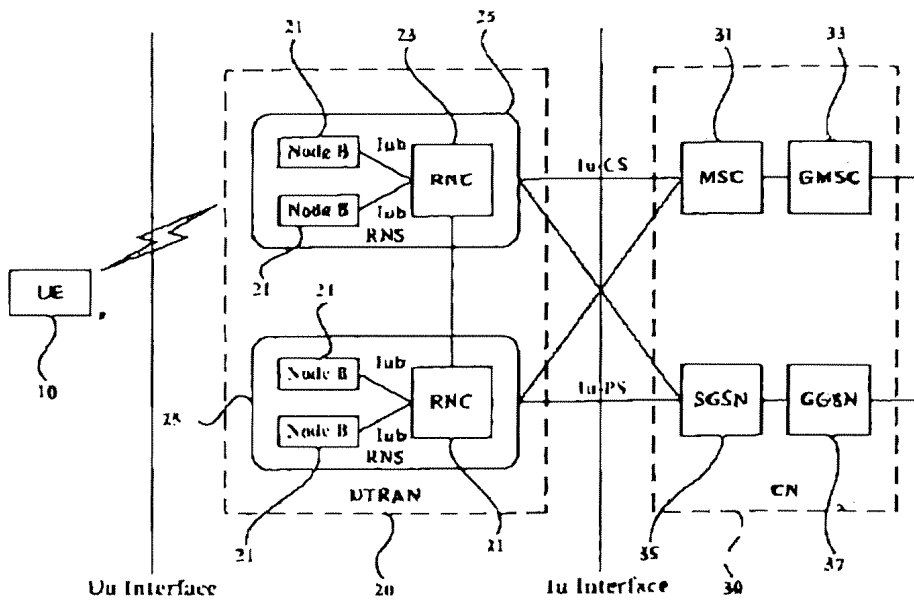 21
23
25
31
33
Node B
Iub
RNC
Iu-CS
MSC
GMSC
Node B
Iub
RNS
UE
21
21
10
Node B
Iub
RNC
Iu-PS
SGSN
GGSN
25
Node B
Iub
RNS
UTRAN
CN
21
20
21
35
30
37
Uu Interface
Iu Interface